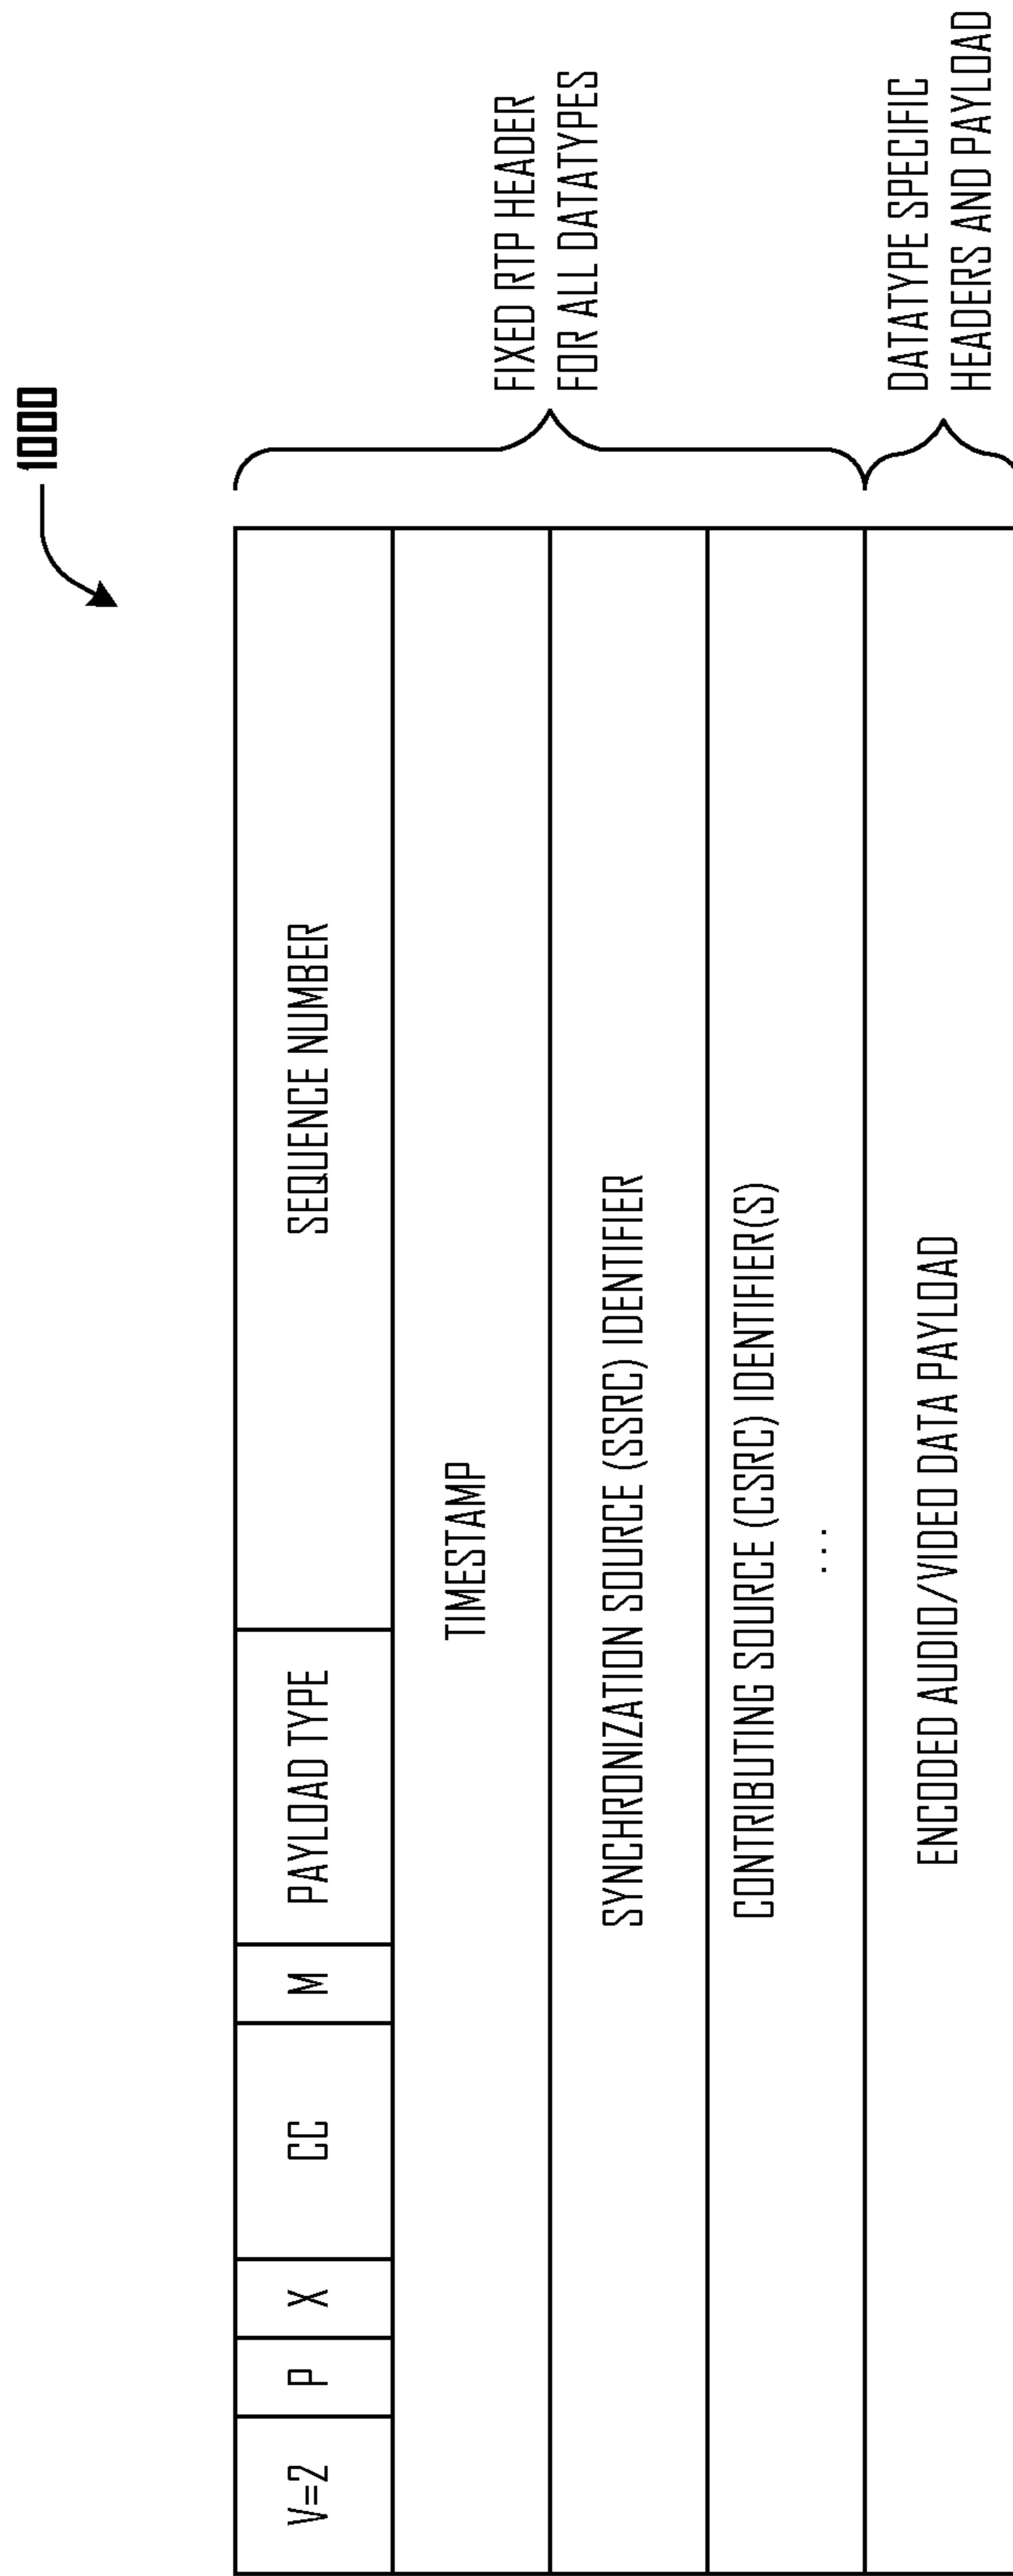 1000
V=2
P
X
CC
M
PAYLOAD TYPE
SEQUENCE NUMBER
TIMESTAMP
SYNCHRONIZATION SOURCE (SSRC) IDENTIFIER
CONTRIBUTING SOURCE (CSRC) IDENTIFIER(S)
...
FIXED RTP HEADER
FOR ALL DATATYPES
ENCODED AUDIO/VIDEO DATA PAYLOAD
DATATYPE SPECIFIC
HEADERS AND PAYLOAD